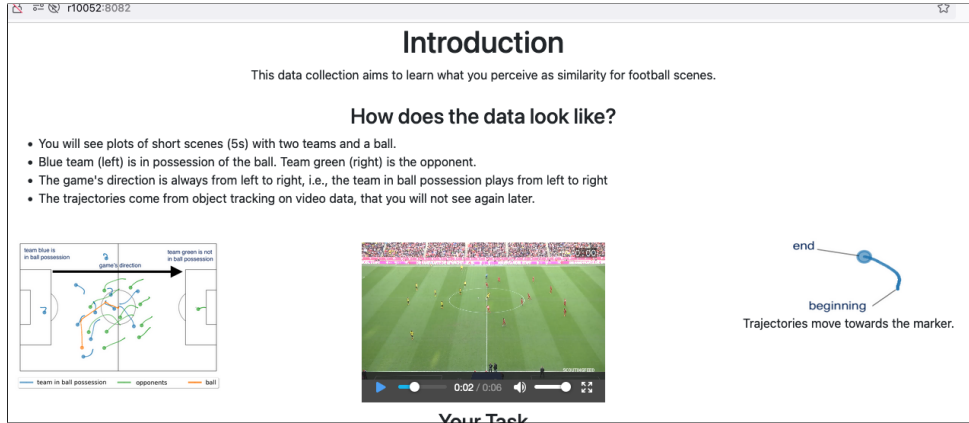 r10052:8082
Introduction
This data collection aims to learn what you perceive as similarity for football scenes.
How does the data look like?
• You will see plots of short scenes (5s) with two teams and a ball.
• Blue team (left) is in possession of the ball. Team green (right) is the opponent.
• The game's direction is always from left to right, i.e., the team in ball possession plays from left to right
• The trajectories come from object tracking on video data, that you will not see again later.
team blue is
in ball possession
game's direction
team green is not
in ball possession
team in ball possession opponents ball
00:00
0:02 / 0:06
end
beginning
Trajectories move towards the marker.
Your Task